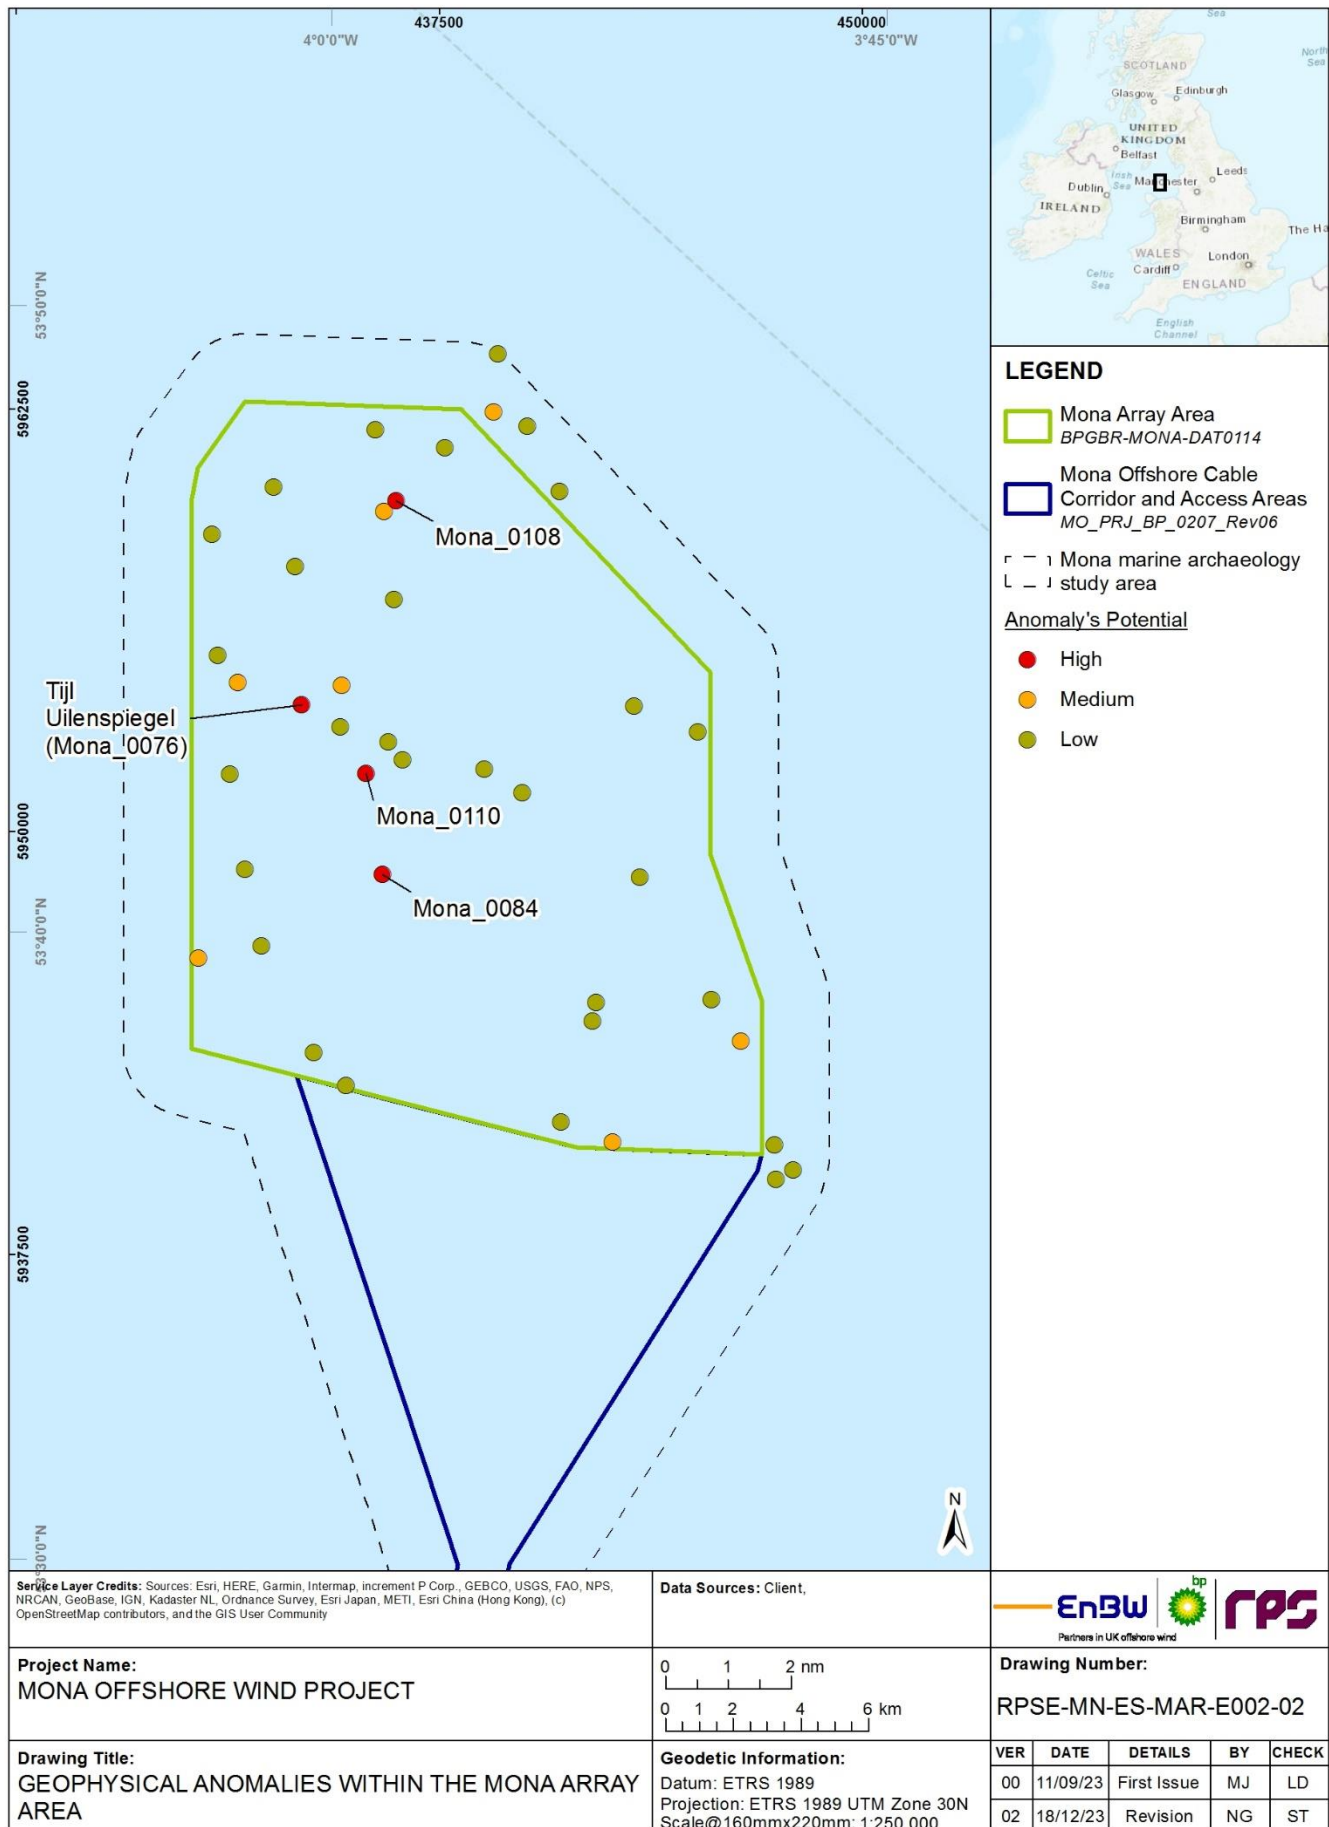 437500
450000
4°0'0"W
3°45'0"W
53°50'0"N
5962500
5950000
53°40'0"N
5937500
53°30'0"N
Mona_0108
Tijl
Uilenspiegel
(Mona_0076)
Mona_0110
Mona_0084
N
Sea
North
Sea
SCOTLAND
Glasgow
Edinburgh
UNITED
KINGDOM
Belfast
Irish
Sea
Dublin
Manchester
Leeds
IRELAND
Birmingham
The Ha
WALES
London
Cardiff
Celtic
Sea
ENGLAND
English
Channel
LEGEND
Mona Array Area
BPGBR-MONA-DAT0114
Mona Offshore Cable
Corridor and Access Areas
MO_PRJ_BP_0207_Rev06
Mona marine archaeology
study area
Anomaly's Potential
High
Medium
Low
Service Layer Credits: Sources: Esri, HERE, Garmin, Intermap, increment P Corp., GEBCO, USGS, FAO, NPS,
NRCAN, GeoBase, IGN, Kadaster NL, Ordnance Survey, Esri Japan, METI, Esri China (Hong Kong), (c)
OpenStreetMap contributors, and the GIS User Community
Data Sources: Client,
EnBW
bp
rps
Partners in UK offshore wind
Project Name:
MONA OFFSHORE WIND PROJECT
0 1 2 nm
0 1 2 4 6 km
Drawing Number:
RPSE-MN-ES-MAR-E002-02
Drawing Title:
GEOPHYSICAL ANOMALIES WITHIN THE MONA ARRAY
AREA
Geodetic Information:
Datum: ETRS 1989
Projection: ETRS 1989 UTM Zone 30N
Scale@160mmx220mm: 1:250,000
VER DATE DETAILS BY CHECK
00 11/09/23 First Issue MJ LD
02 18/12/23 Revision NG ST